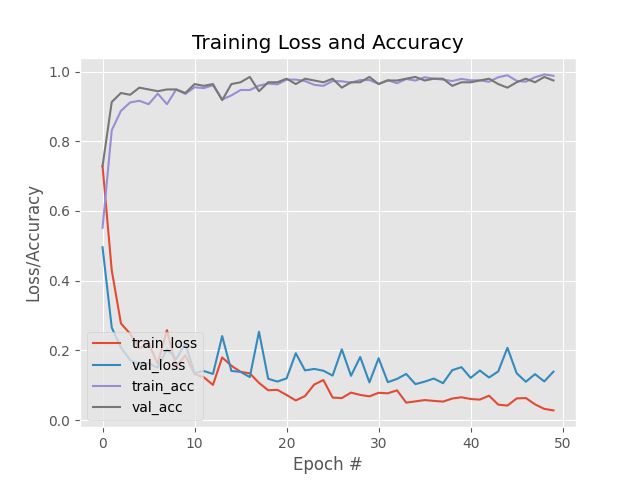 Training Loss and Accuracy
Loss/Accuracy
1.0
0.8
0.6
0.4
0.2
0.0
train_loss
val_loss
train_acc
val_acc
0 10 20 30 40 50
Epoch #